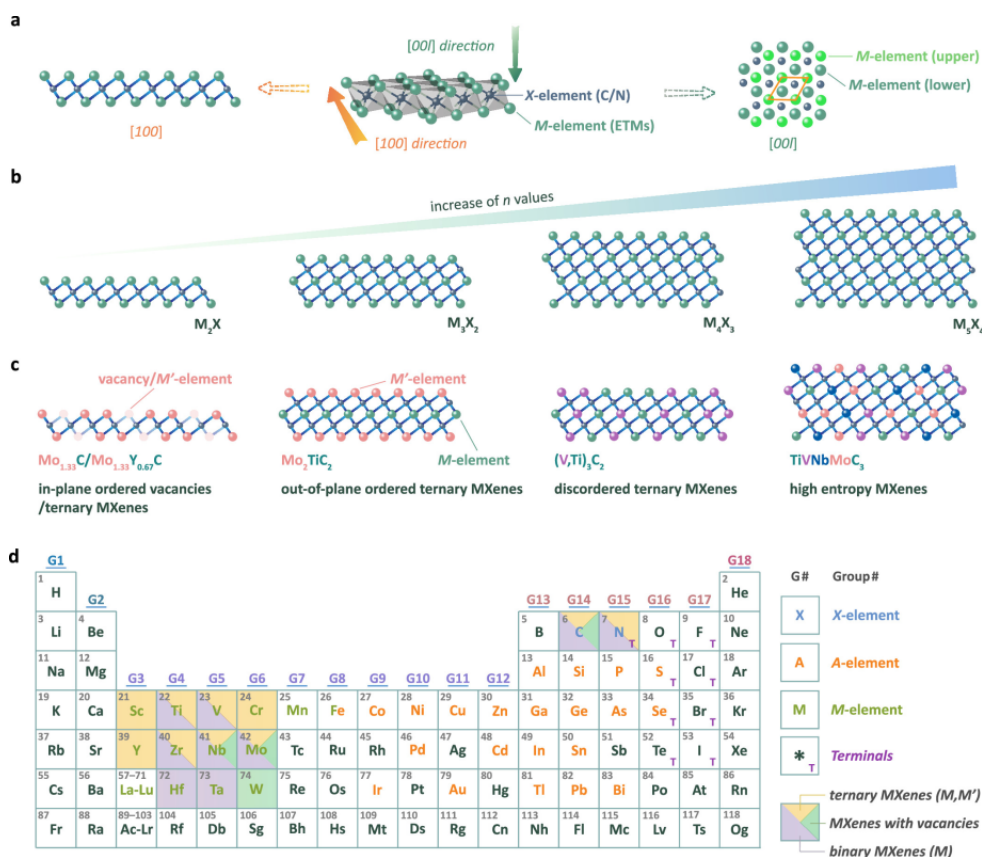 a
[00l] direction
M-element (upper)
X-element (C/N)
M-element (lower)
M-element (ETMs)
[100]
[100] direction
[00l]
b
increase of n values
M2X
M3X2
M4X3
M5X4
c
vacancy/M'-element
M'-element
M-element
Mo1.33C/Mo1.33Y0.67C
Mo2TiC2
(V,Ti)3C2
TiVNbMoC3
in-plane ordered vacancies
/ternary MXenes
out-of-plane ordered ternary MXenes
discordered ternary MXenes
high entropy MXenes
d
G1 G18 G# Group#
1 2
H G2 G13 G14 G15 G16 G17 He
3 4 5 6 7 8 9 10
Li Be B C N T O T F T Ne X X-element
11 12 13 14 15 16 17 18
Na Mg G3 G4 G5 G6 G7 G8 G9 G10 G11 G12 Al Si P S T Cl T Ar A A-element
19 20 21 22 23 24 25 26 27 28 29 30 31 32 33 34 35 36
K Ca Sc Ti V Cr Mn Fe Co Ni Cu Zn Ga Ge As Se T Br T Kr M M-element
37 38 39 40 41 42 43 44 45 46 47 48 49 50 51 52 53 54
Rb Sr Y Zr Nb Mo Tc Ru Rh Pd Ag Cd In Sn Sb Te T I T Xe * T Terminals
55 56 57–71 72 73 74 75 76 77 78 79 80 81 82 83 84 85 86
Cs Ba La-Lu Hf Ta W Re Os Ir Pt Au Hg Tl Pb Bi Po At Rn
87 88 89–103 104 105 106 107 108 109 110 111 112 113 114 115 116 117 118
Fr Ra Ac-Lr Rf Db Sg Bh Hs Mt Ds Rg Cn Nh Fl Mc Lv Ts Og
ternary MXenes (M,M')
MXenes with vacancies
binary MXenes (M)